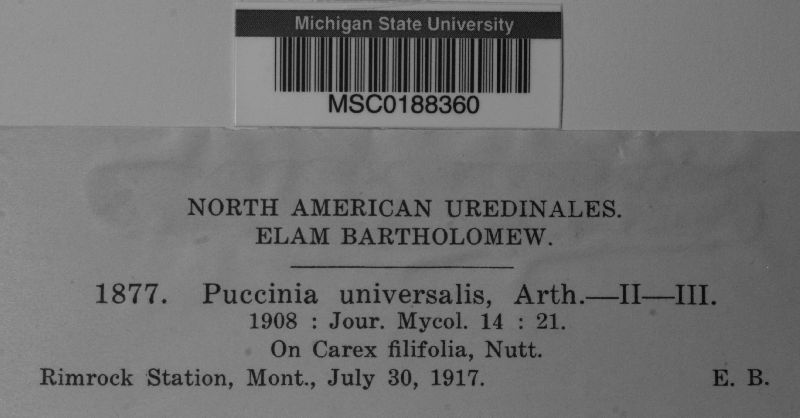 Michigan State University
MSC0188360
NORTH AMERICAN UREDINALES.
ELAM BARTHOLOMEW.
1877. Puccinia universalis, Arth.—II—III.
1908 : Jour. Mycol. 14 : 21.
On Carex filifolia, Nutt.
Rimrock Station, Mont., July 30, 1917. E. B.